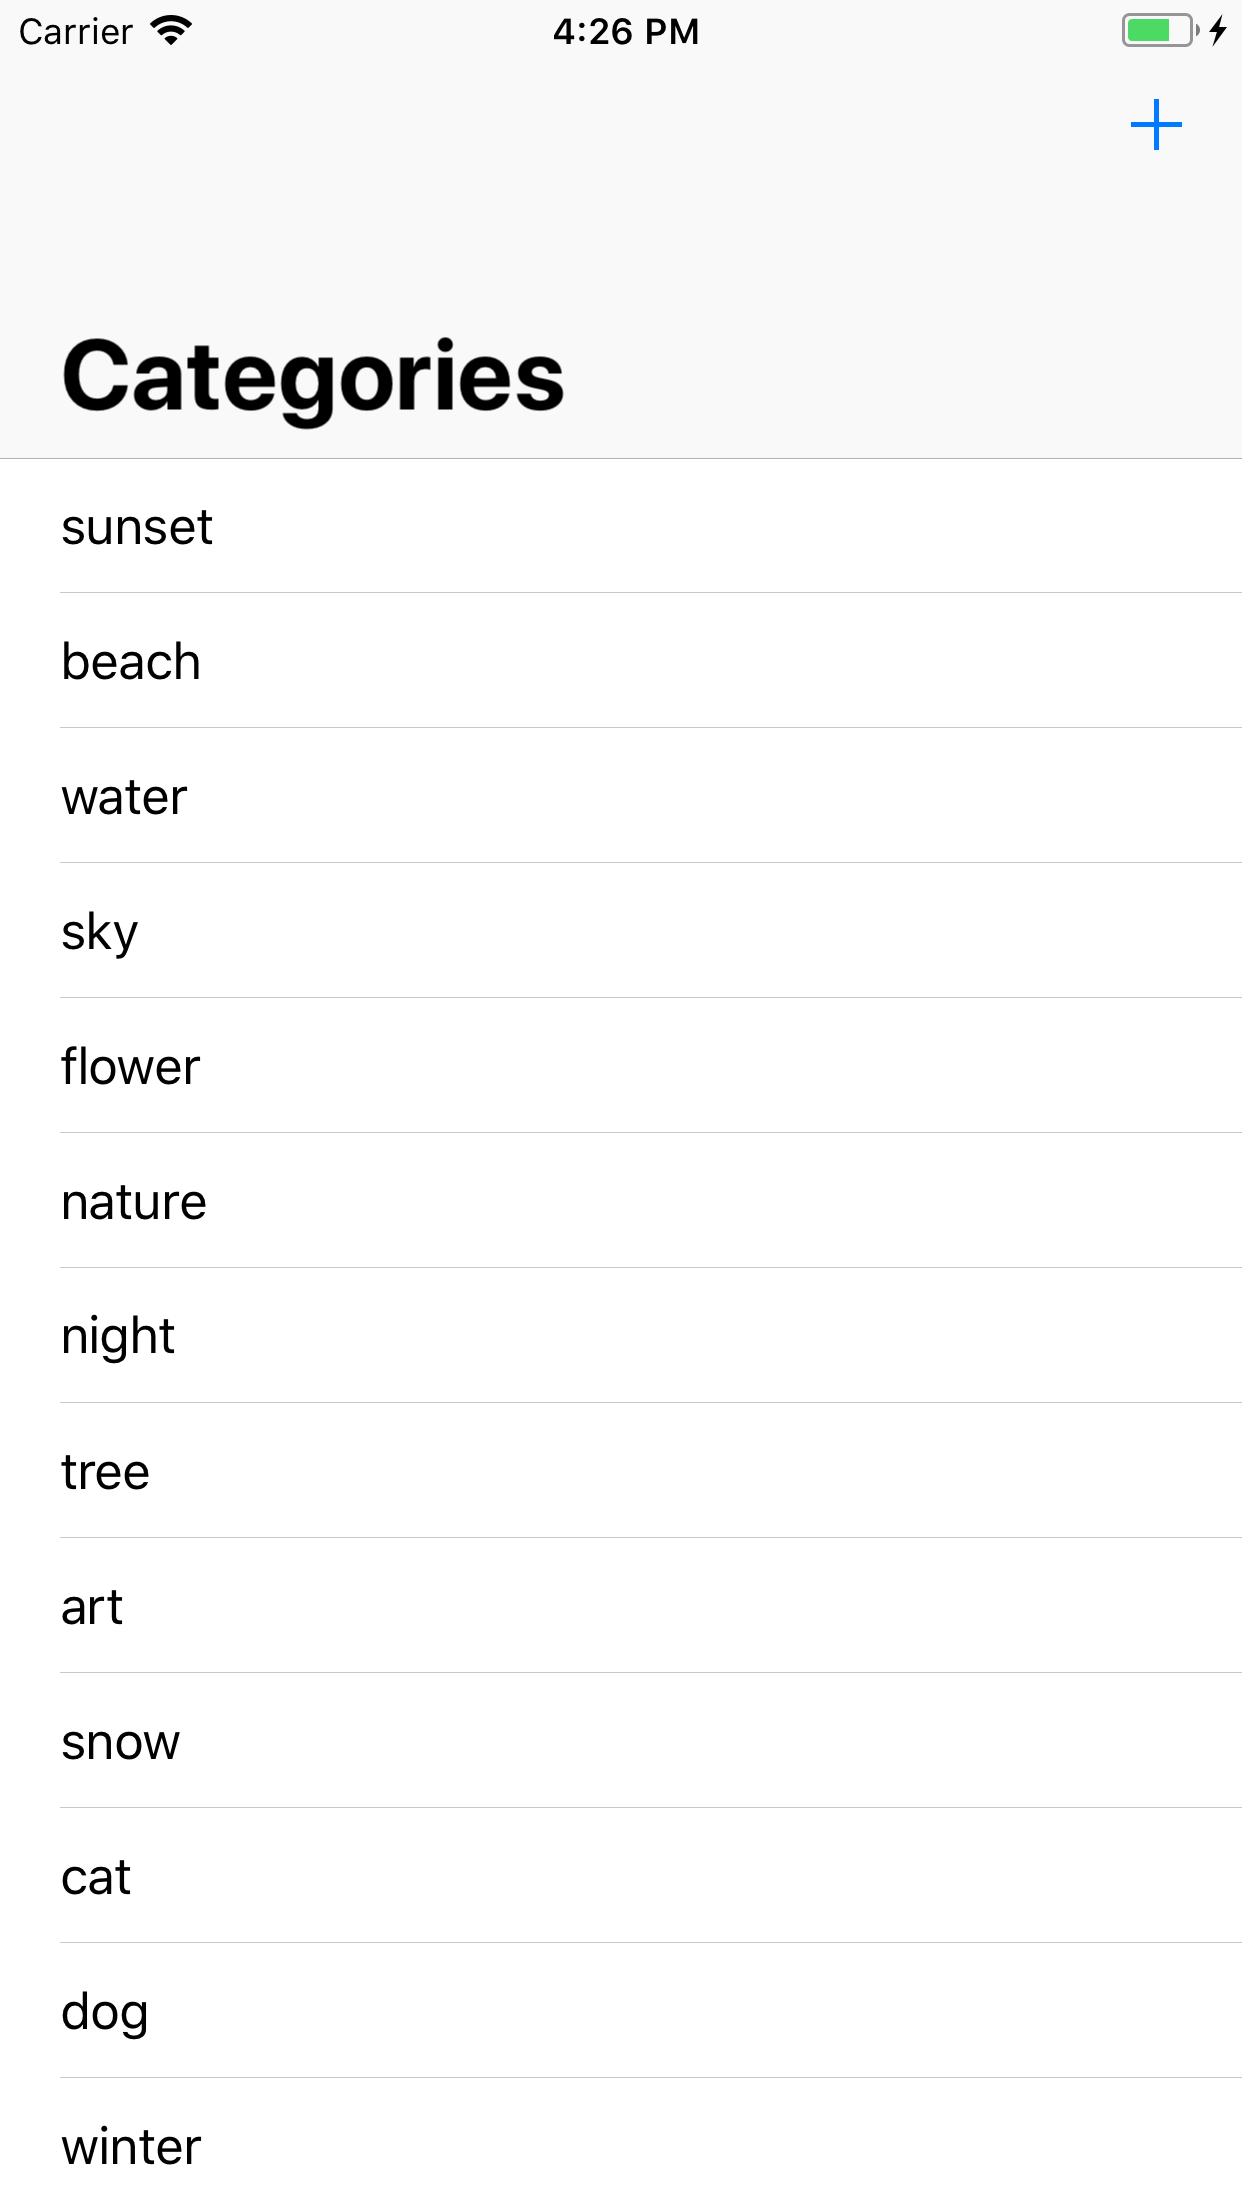 Carrier 4:26 PM
Categories
sunset
beach
water
sky
flower
nature
night
tree
art
snow
cat
dog
winter